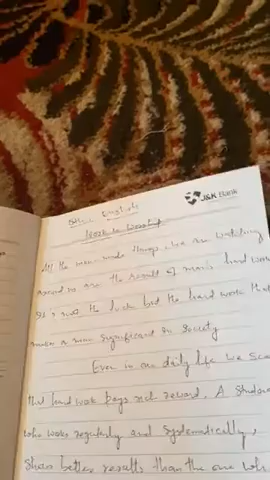 J&K Bank
English
Work is Worship
All the man made things we are watching
around us are the result of man's hard work
It's not the luck but the hard work that
makes a man significant in society
Even in our daily life we see
that hard work pays rich reward. A student
who works regularly and systematically,
shows better results than the one who